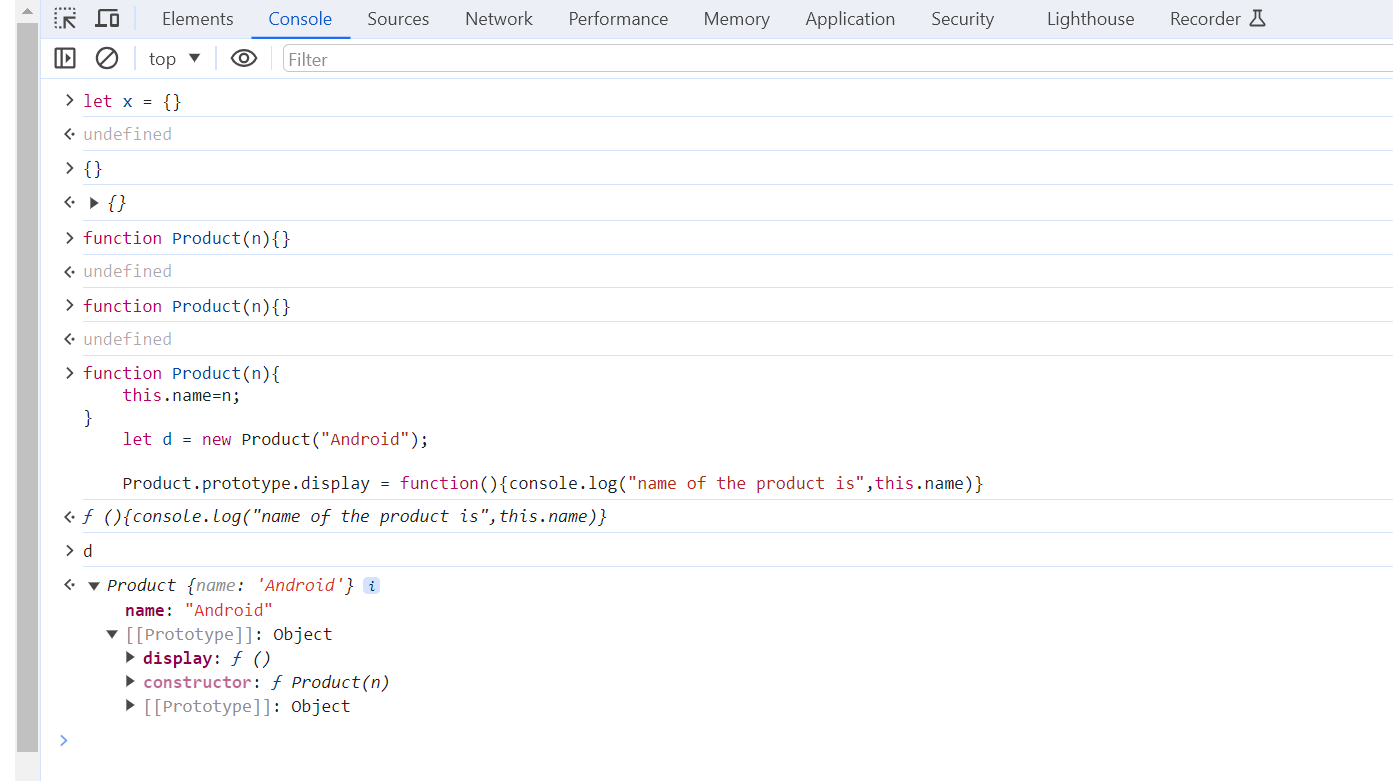 Elements Console Sources Network Performance Memory Application Security Lighthouse Recorder
top Filter
let x = {}
undefined
{}
{}
function Product(n){}
undefined
function Product(n){}
undefined
function Product(n){
this.name=n;
}
let d = new Product("Android");
Product.prototype.display = function(){console.log("name of the product is",this.name)}
ƒ (){console.log("name of the product is",this.name)}
d
Product {name: 'Android'} i
name: "Android"
[[Prototype]]: Object
display: ƒ ()
constructor: ƒ Product(n)
[[Prototype]]: Object